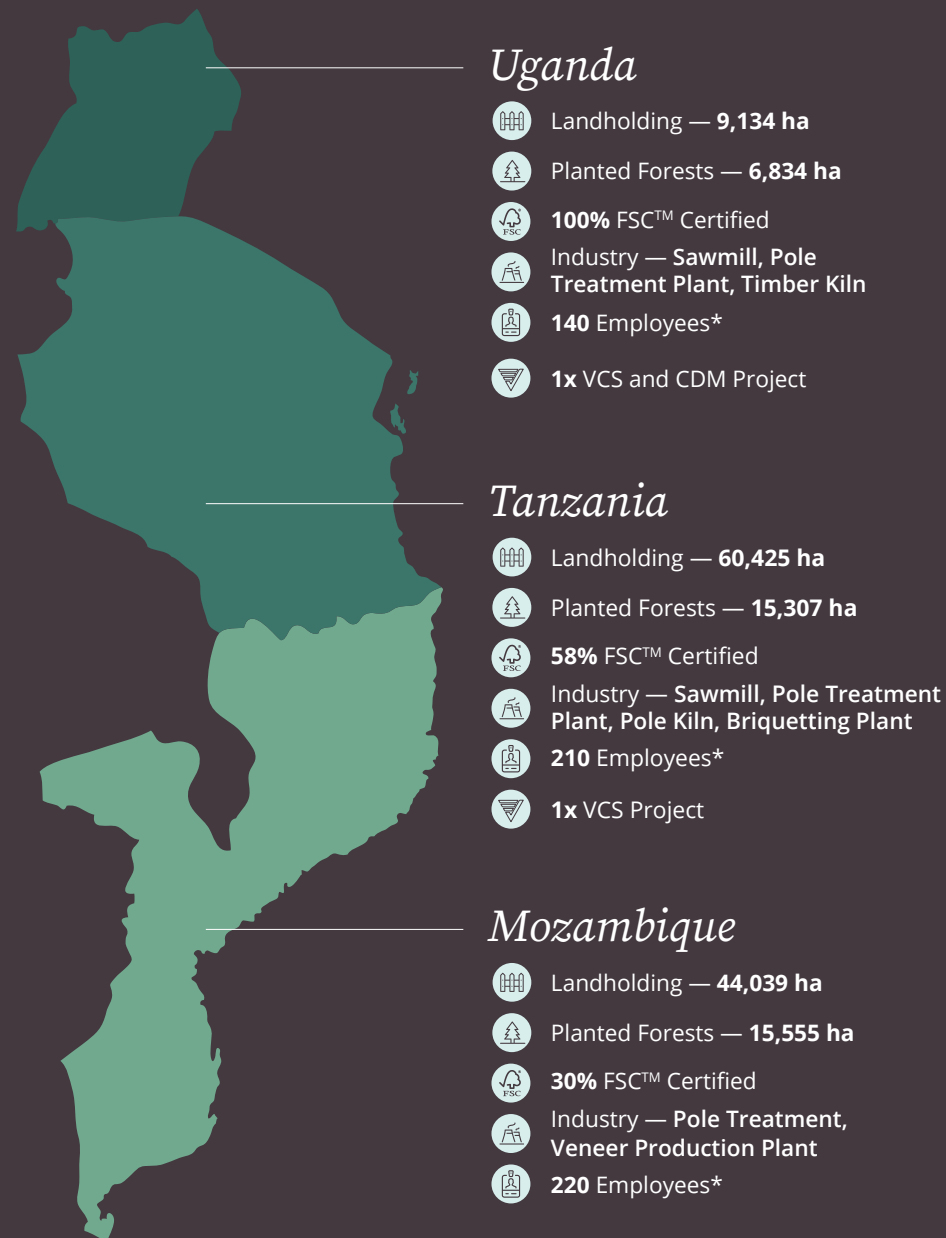 Uganda
Landholding — 9,134 ha
Planted Forests — 6,834 ha
FSC
100% FSC™ Certified
Industry — Sawmill, Pole
Treatment Plant, Timber Kiln
140 Employees*
1x VCS and CDM Project
Tanzania
Landholding — 60,425 ha
Planted Forests — 15,307 ha
FSC
58% FSC™ Certified
Industry — Sawmill, Pole Treatment
Plant, Pole Kiln, Briquetting Plant
210 Employees*
1x VCS Project
Mozambique
Landholding — 44,039 ha
Planted Forests — 15,555 ha
FSC
30% FSC™ Certified
Industry — Pole Treatment,
Veneer Production Plant
220 Employees*